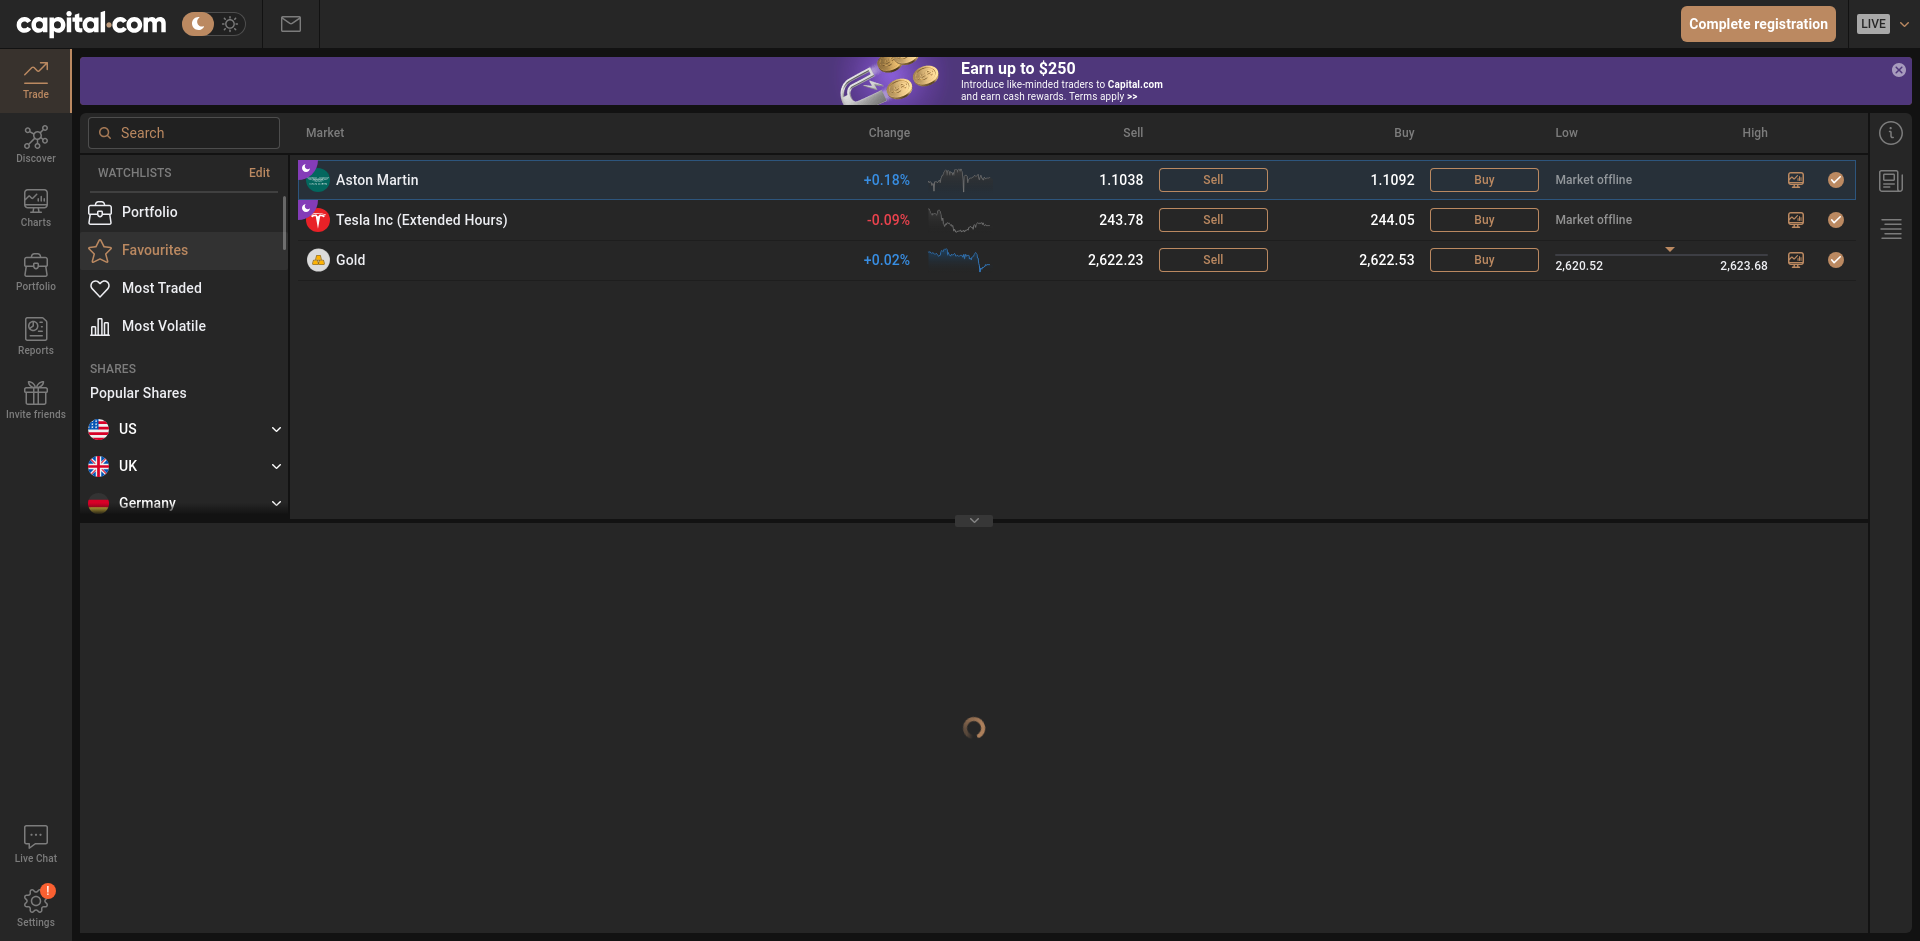 capital.com
Complete registration
LIVE
Trade
Discover
Charts
Portfolio
Reports
Invite friends
Live Chat
!
Settings
Earn up to $250
Introduce like-minded traders to Capital.com
and earn cash rewards. Terms apply >>
Search
Market Change Sell Buy Low High
WATCHLISTS Edit
Portfolio
Favourites
Most Traded
Most Volatile
SHARES
Popular Shares
US
UK
Germany
Aston Martin +0.18% 1.1038 Sell 1.1092 Buy Market offline
Tesla Inc (Extended Hours) -0.09% 243.78 Sell 244.05 Buy Market offline
Gold +0.02% 2,622.23 Sell 2,622.53 Buy 2,620.52 2,623.68